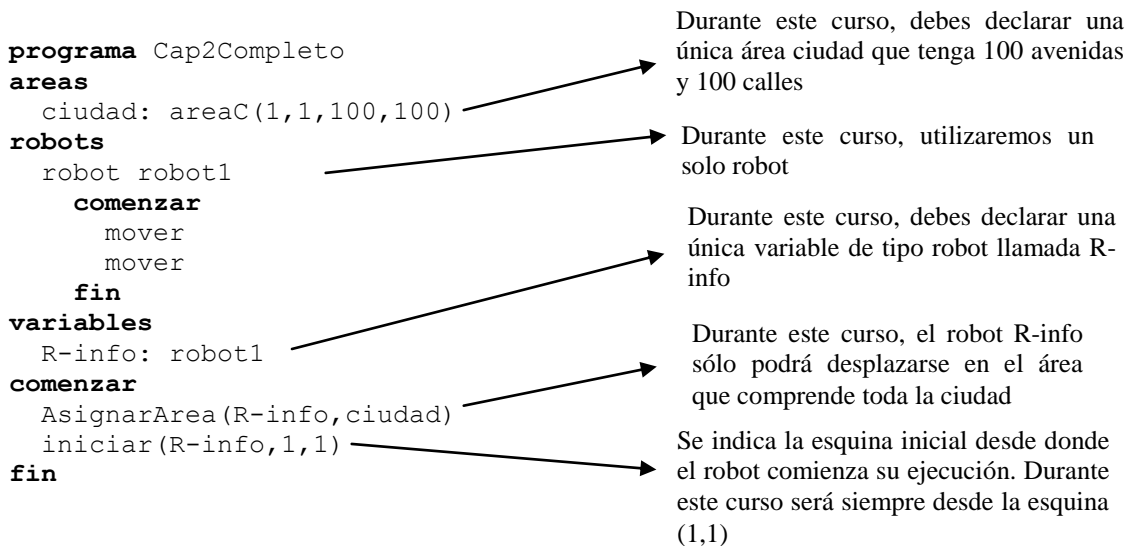 programa Cap2Completo
areas
ciudad: areaC(1,1,100,100)
robots
robot robot1
comenzar
mover
mover
fin
variables
R-info: robot1
comenzar
AsignarArea(R-info,ciudad)
iniciar(R-info,1,1)
fin
Durante este curso, debes declarar una
única área ciudad que tenga 100 avenidas
y 100 calles
Durante este curso, utilizaremos un
solo robot
Durante este curso, debes declarar una
única variable de tipo robot llamada R-
info
Durante este curso, el robot R-info
sólo podrá desplazarse en el área
que comprende toda la ciudad
Se indica la esquina inicial desde donde
el robot comienza su ejecución. Durante
este curso será siempre desde la esquina
(1,1)